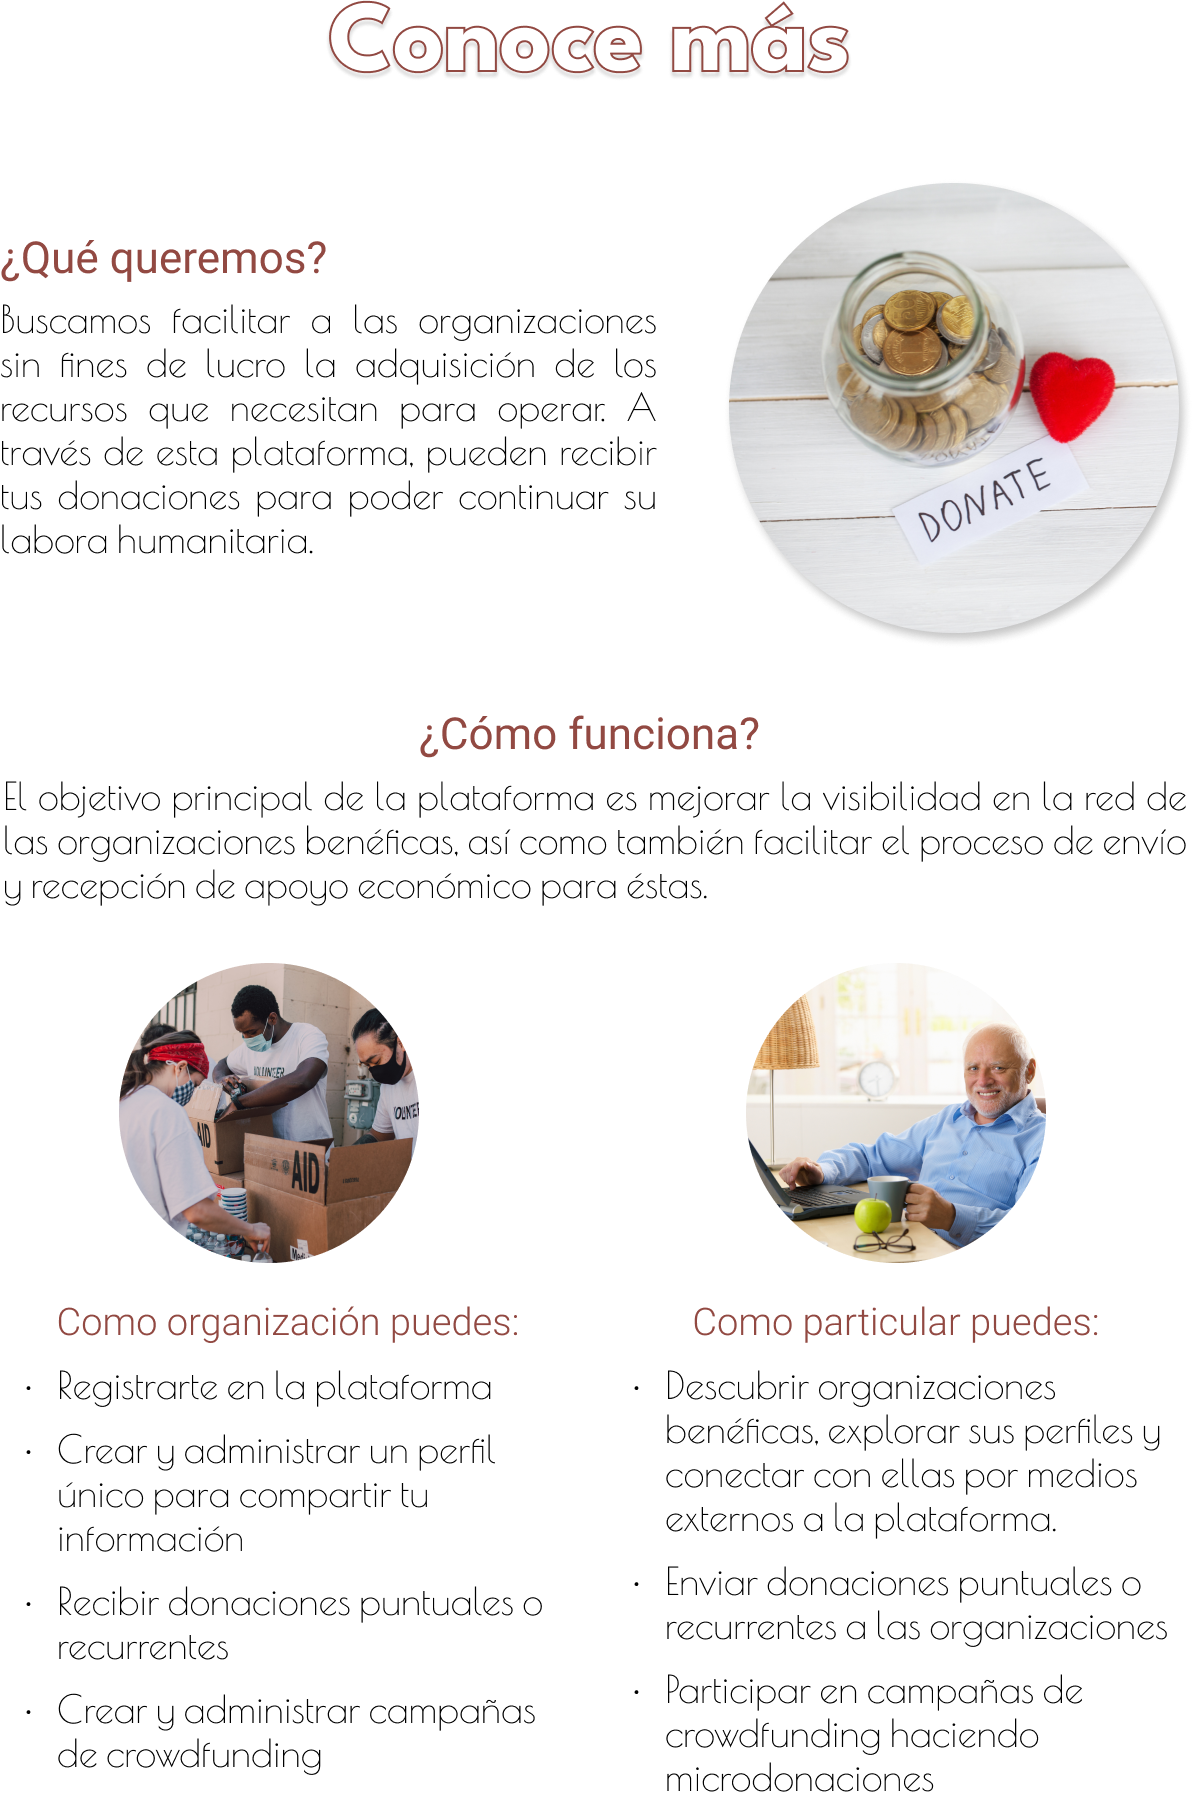 Conoce más
¿Qué queremos?
Buscamos facilitar a las organizaciones
sin fines de lucro la adquisición de los
recursos que necesitan para operar. A
través de esta plataforma, pueden recibir
tus donaciones para poder continuar su
labora humanitaria.
DONATE
¿Cómo funciona?
El objetivo principal de la plataforma es mejorar la visibilidad en la red de
las organizaciones benéficas, así como también facilitar el proceso de envío
y recepción de apoyo económico para éstas.
VOLUNTEER
VOLUNTE
AID
AID
Como organización puedes:
· Registrarte en la plataforma
· Crear y administrar un perfil
único para compartir tu
información
· Recibir donaciones puntuales o
recurrentes
· Crear y administrar campañas
de crowdfunding
Como particular puedes:
· Descubrir organizaciones
benéficas, explorar sus perfiles y
conectar con ellas por medios
externos a la plataforma.
· Enviar donaciones puntuales o
recurrentes a las organizaciones
· Participar en campañas de
crowdfunding haciendo
microdonaciones